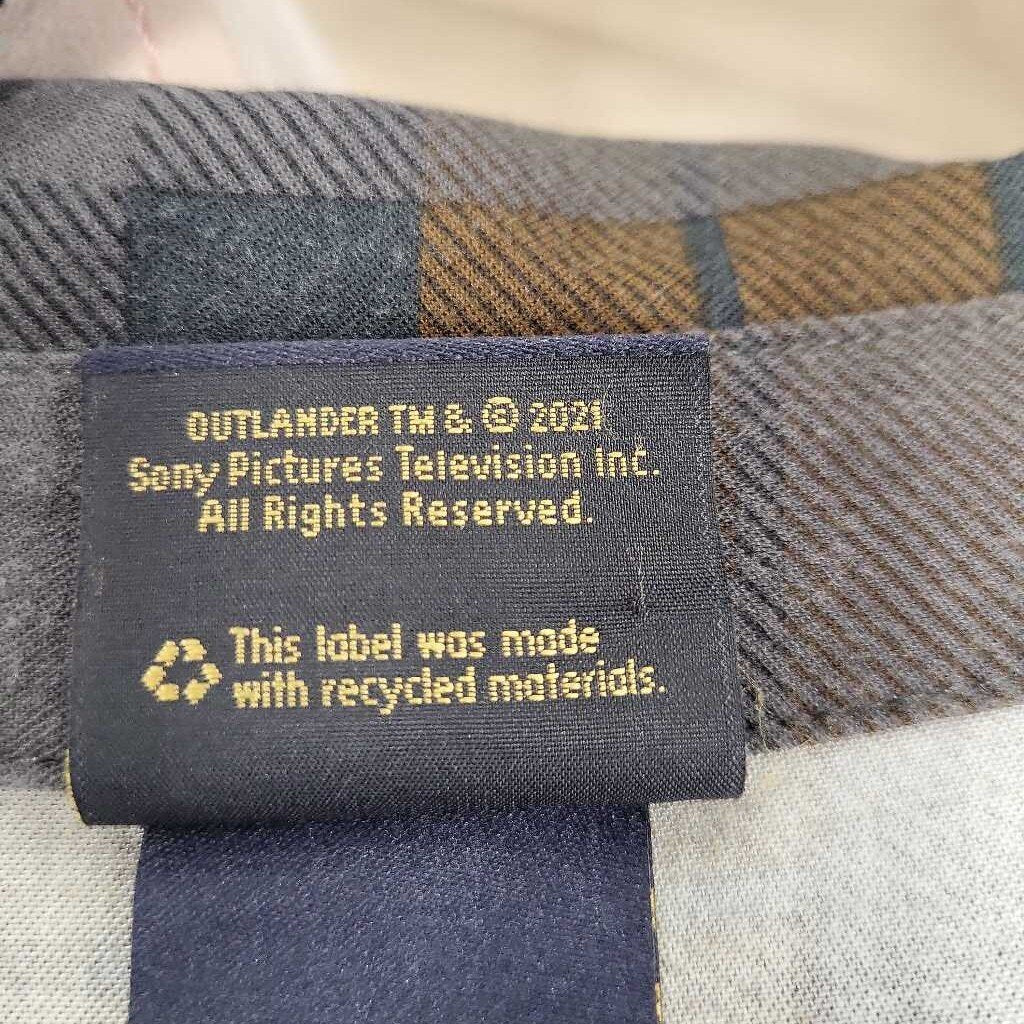 OUTLANDER TM & © 2021
Sony Pictures Television Inc.
All Rights Reserved.
This label was made
with recycled materials.